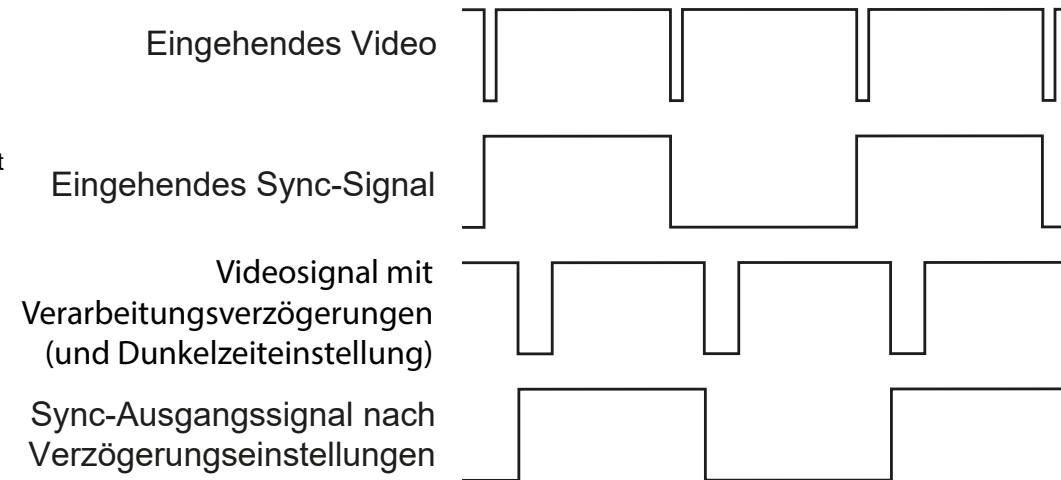 Eingehendes Video
t
Eingehendes Sync-Signal
Videosignal mit
Verarbeitungsverzögerungen
(und Dunkelzeiteinstellung)
Sync-Ausgangssignal nach
Verzögerungseinstellungen